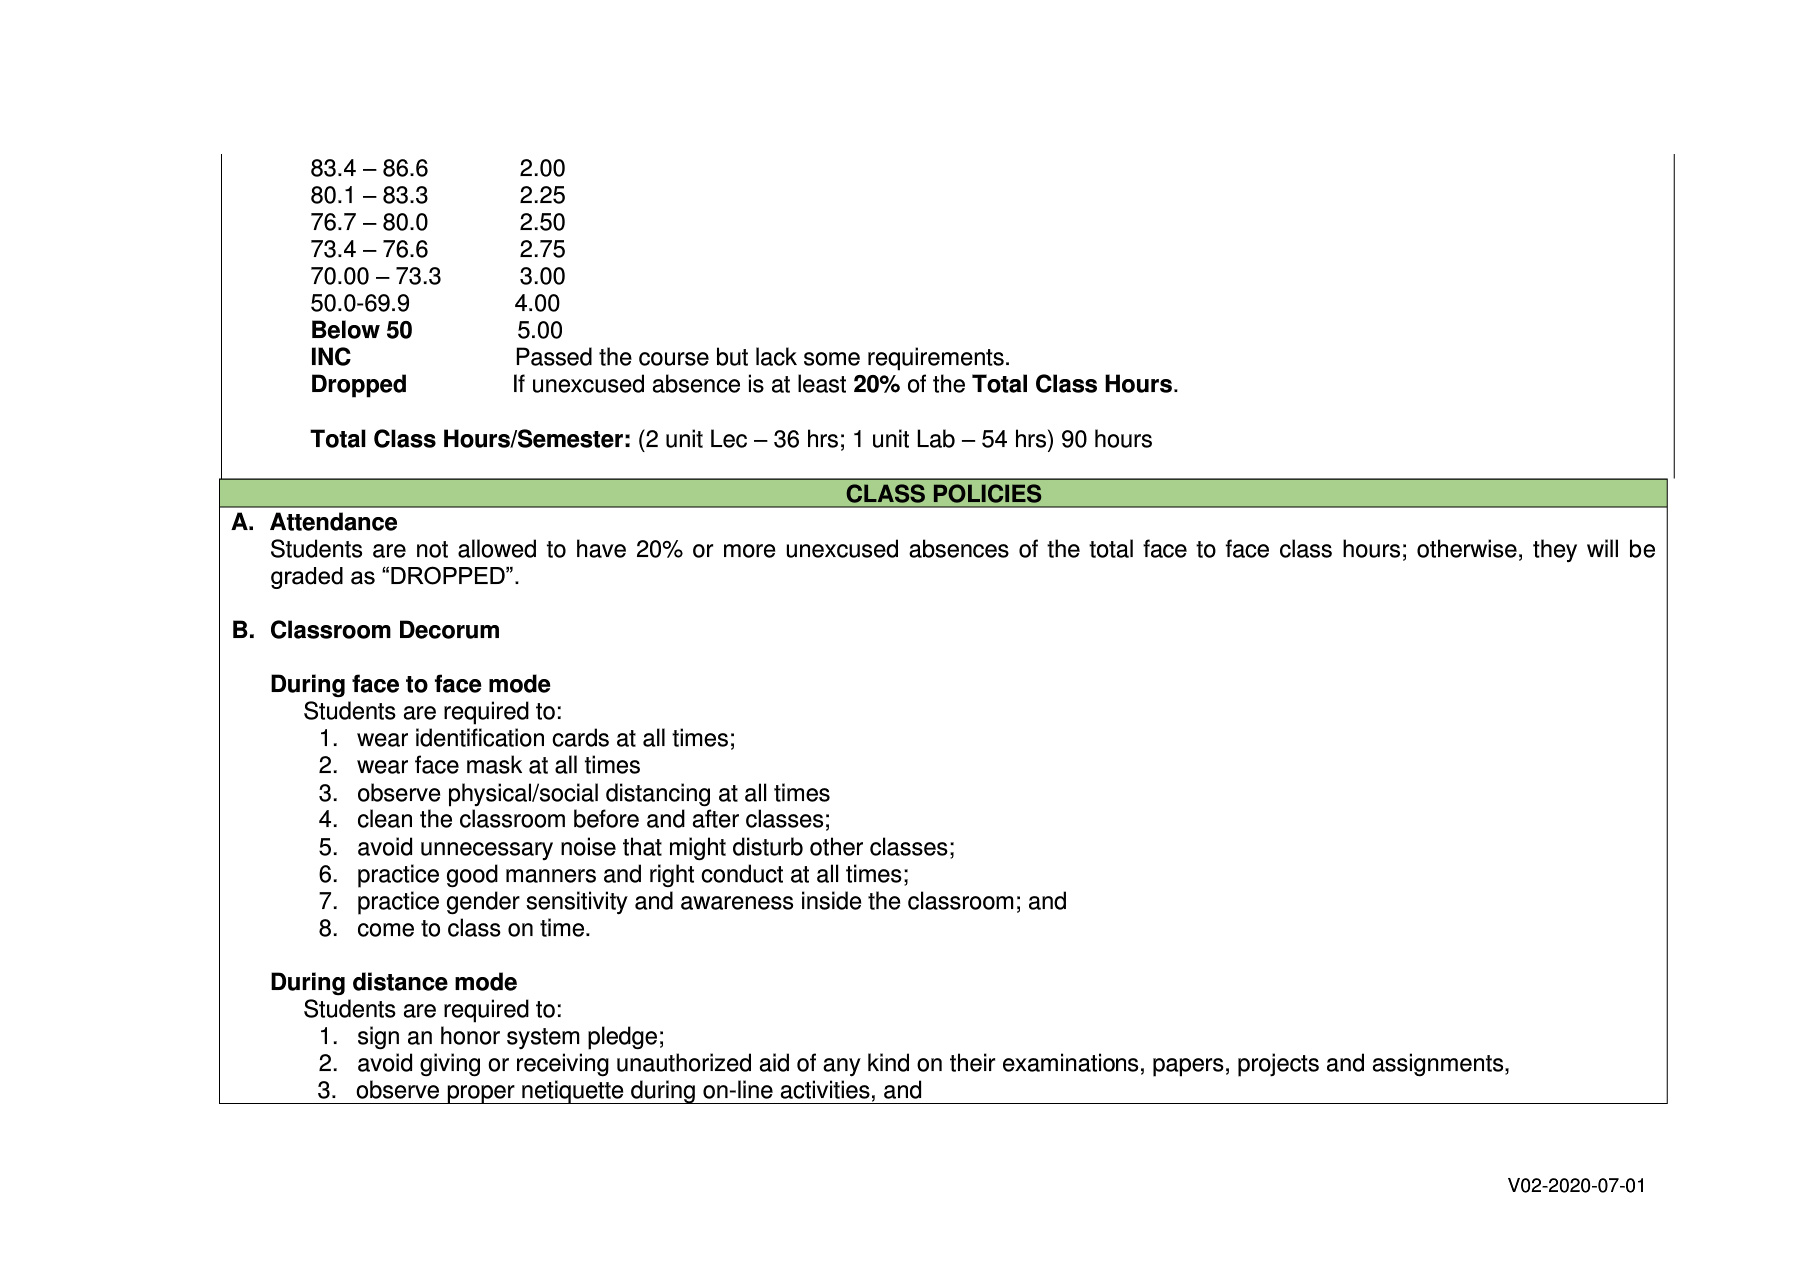 83.4 – 86.6 2.00
80.1 – 83.3 2.25
76.7 – 80.0 2.50
73.4 – 76.6 2.75
70.00 – 73.3 3.00
50.0-69.9 4.00
Below 50 5.00
INC Passed the course but lack some requirements.
Dropped If unexcused absence is at least 20% of the Total Class Hours.
Total Class Hours/Semester: (2 unit Lec – 36 hrs; 1 unit Lab – 54 hrs) 90 hours
CLASS POLICIES
A. Attendance
Students are not allowed to have 20% or more unexcused absences of the total face to face class hours; otherwise, they will be
graded as “DROPPED”.
B. Classroom Decorum
During face to face mode
Students are required to:
1. wear identification cards at all times;
2. wear face mask at all times
3. observe physical/social distancing at all times
4. clean the classroom before and after classes;
5. avoid unnecessary noise that might disturb other classes;
6. practice good manners and right conduct at all times;
7. practice gender sensitivity and awareness inside the classroom; and
8. come to class on time.
During distance mode
Students are required to:
1. sign an honor system pledge;
2. avoid giving or receiving unauthorized aid of any kind on their examinations, papers, projects and assignments,
3. observe proper netiquette during on-line activities, and
V02-2020-07-01